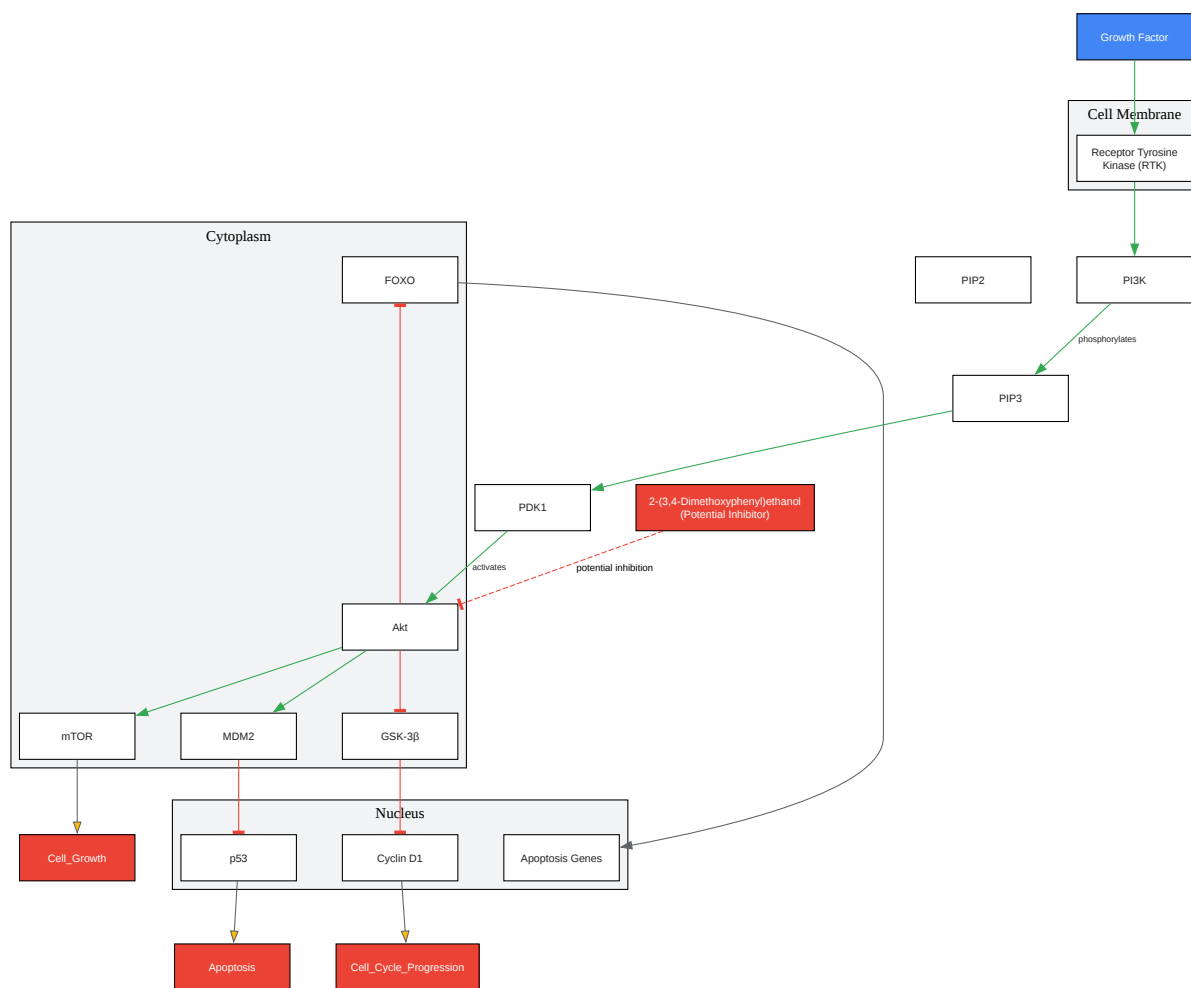 Growth Factor
Cell Membrane
Receptor Tyrosine
Kinase (RTK)
Cytoplasm
FOXO
PIP2
PI3K
phosphorylates
PIP3
PDK1
2-(3,4-Dimethoxyphenyl)ethanol
(Potential Inhibitor)
activates
potential inhibition
Akt
mTOR
MDM2
GSK-3β
Nucleus
Cell_Growth
p53
Cyclin D1
Apoptosis Genes
Apoptosis
Cell_Cycle_Progression